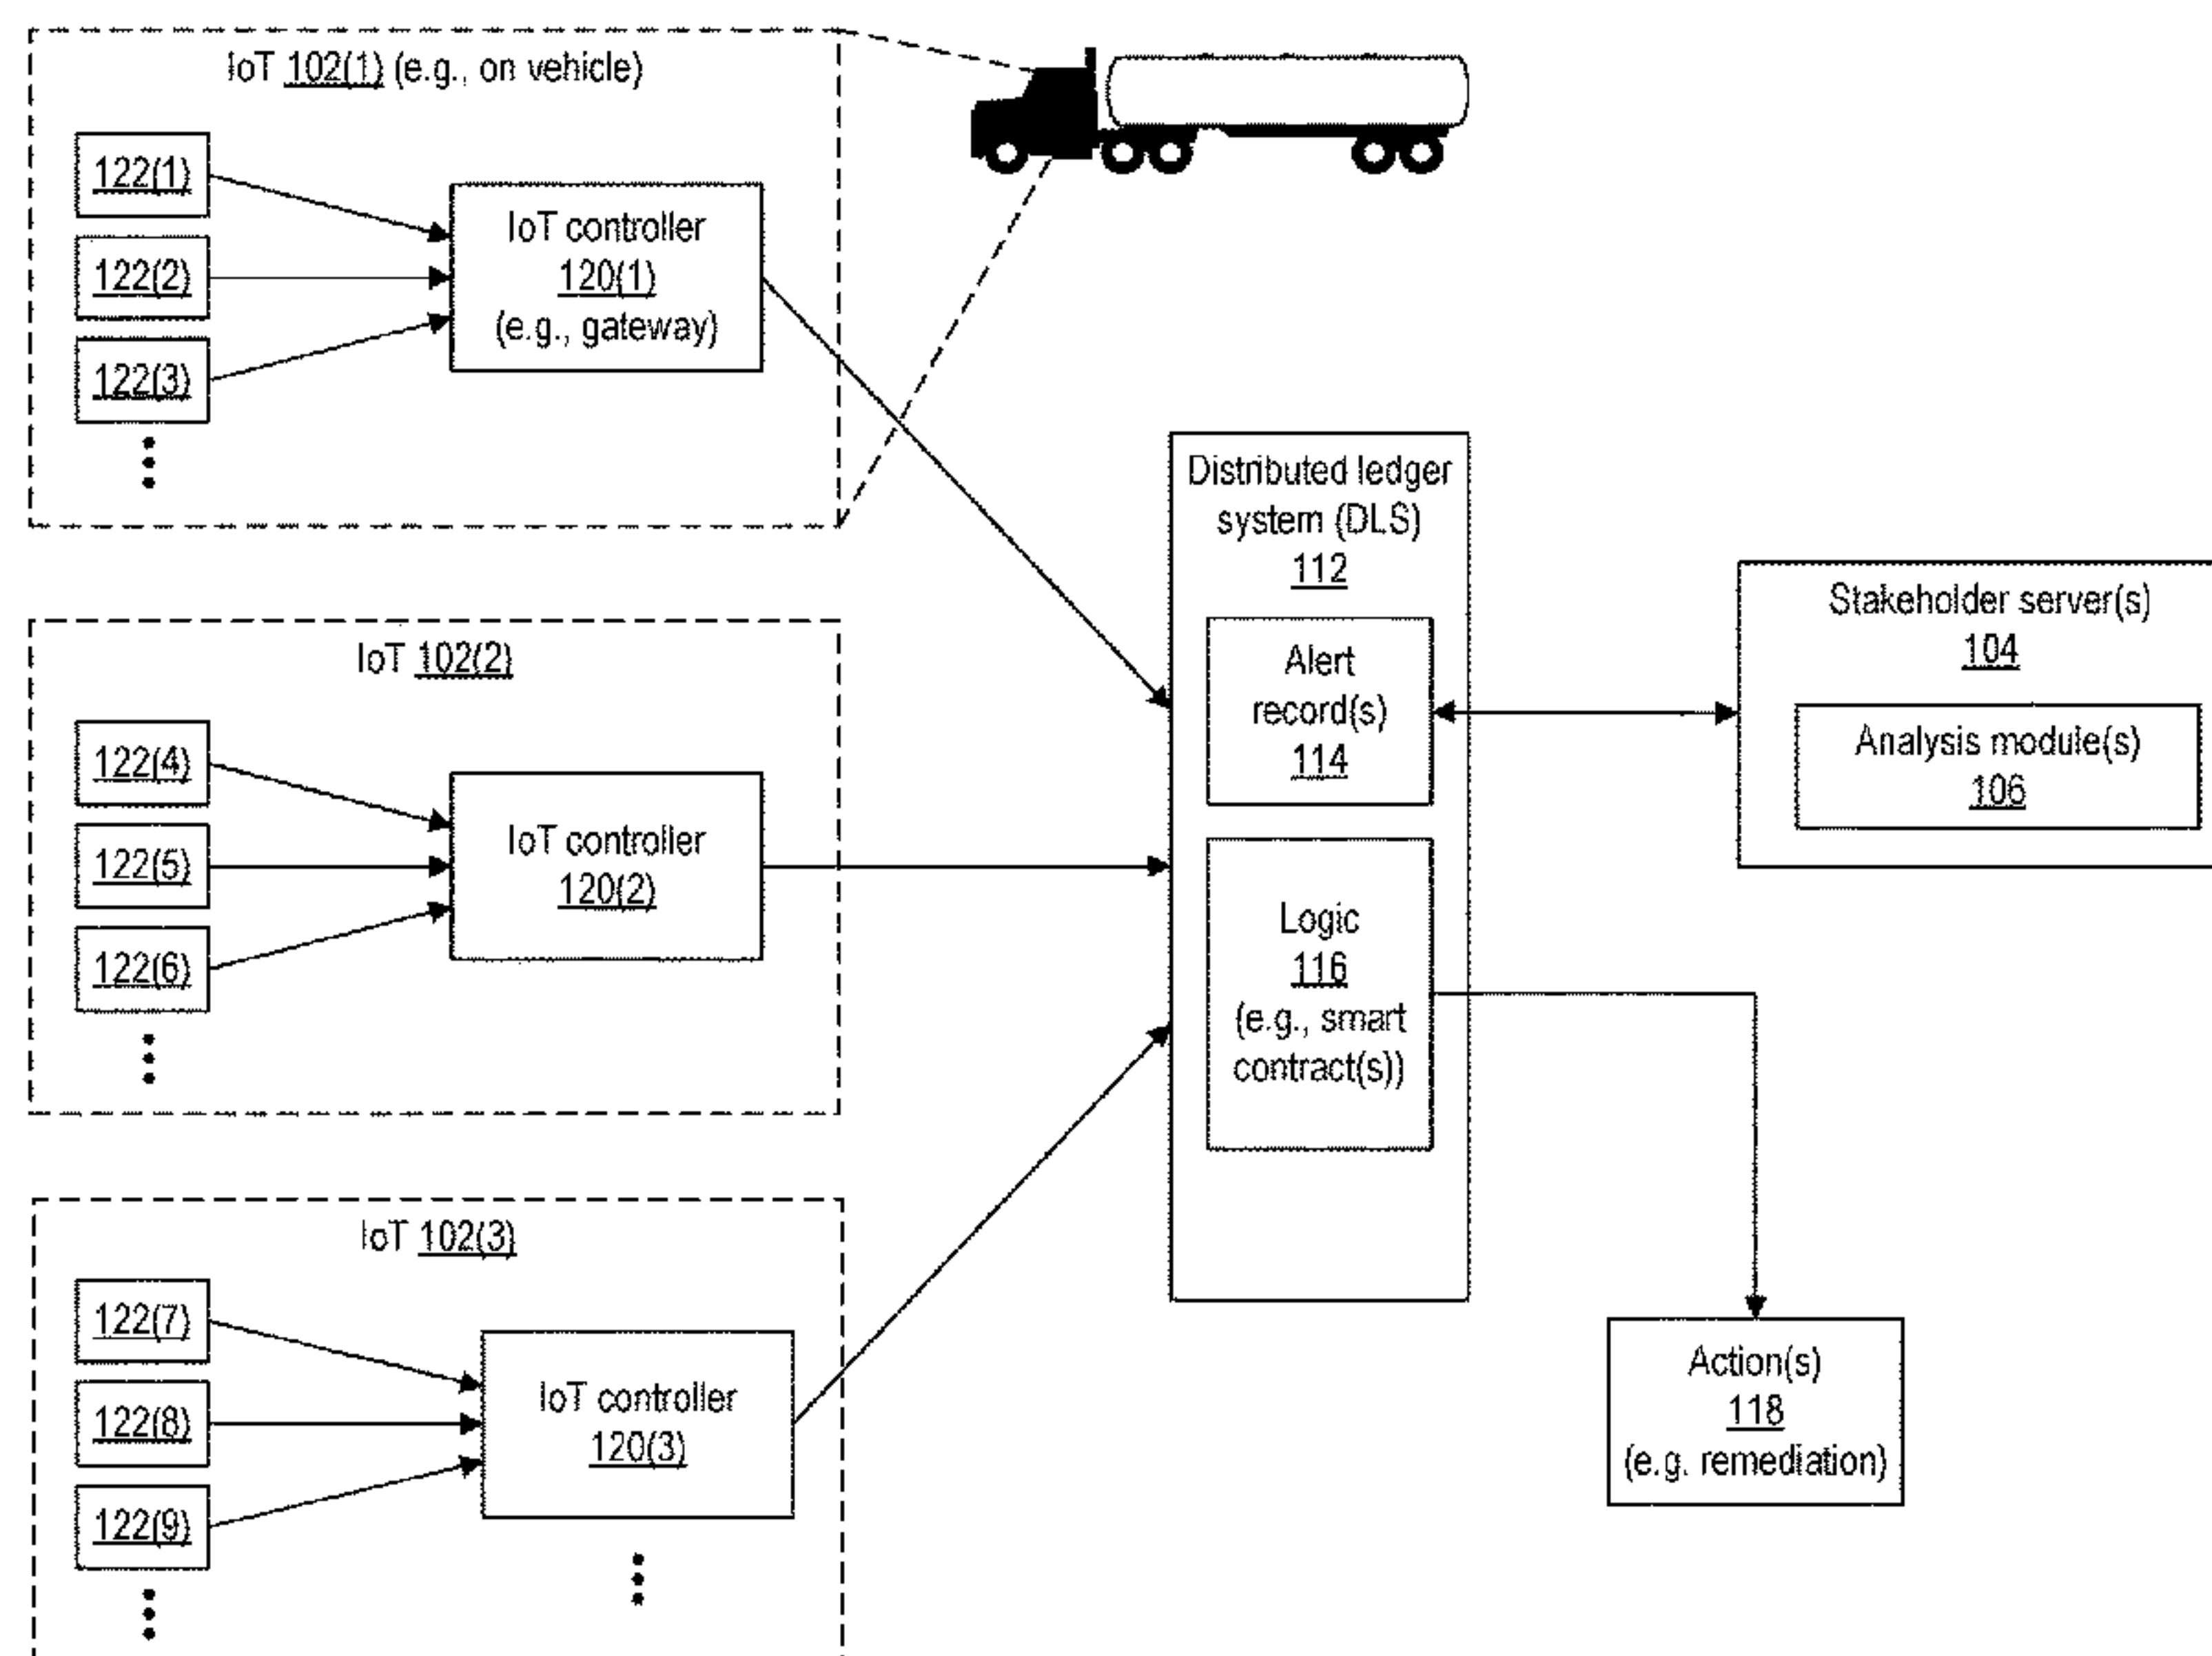 IoT 102(1) (e.g., on vehicle)
122(1)
122(2)
122(3)
IoT controller
120(1)
(e.g., gateway)
IoT 102(2)
122(4)
122(5)
122(6)
IoT controller
120(2)
IoT 102(3)
122(7)
122(8)
122(9)
IoT controller
120(3)
Distributed ledger
system (DLS)
112
Alert
record(s)
114
Logic
116
(e.g., smart
contract(s))
Stakeholder server(s)
104
Analysis module(s)
106
Action(s)
118
(e.g. remediation)